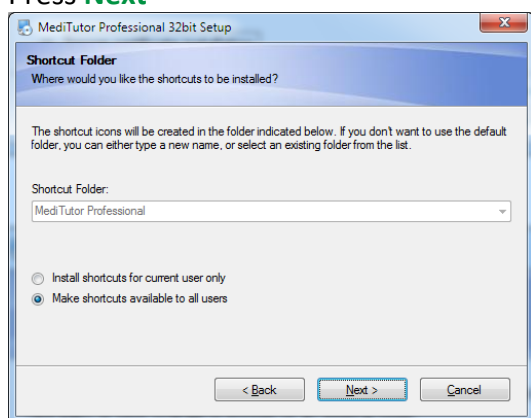 Press Next
MediTutor Professional 32bit Setup
Shortcut Folder
Where would you like the shortcuts to be installed?
The shortcut icons will be created in the folder indicated below. If you don't want to use the default
folder, you can either type a new name, or select an existing folder from the list.
Shortcut Folder:
MediTutor Professional
Install shortcuts for current user only
Make shortcuts available to all users
< Back
Next >
Cancel